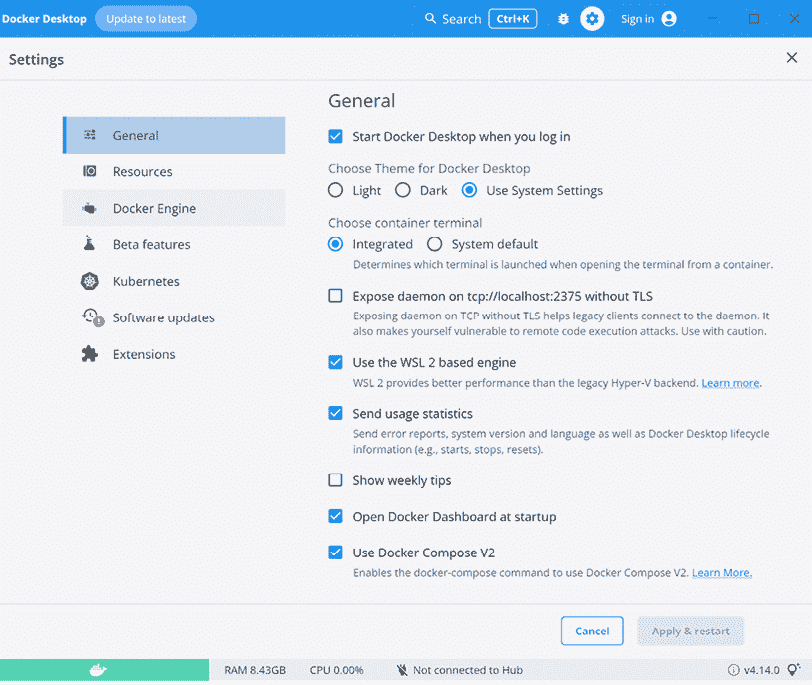 Docker Desktop Update to latest Search Ctrl+K Sign in
Settings
General
Resources
Docker Engine
Beta features
Kubernetes
Software updates
Extensions
General
Start Docker Desktop when you log in
Choose Theme for Docker Desktop
Light Dark Use System Settings
Choose container terminal
Integrated System default
Determines which terminal is launched when opening the terminal from a container.
Expose daemon on tcp://localhost:2375 without TLS
Exposing daemon on TCP without TLS helps legacy clients connect to the daemon. It
also makes yourself vulnerable to remote code execution attacks. Use with caution.
Use the WSL 2 based engine
WSL 2 provides better performance than the legacy Hyper-V backend. Learn more.
Send usage statistics
Send error reports, system version and language as well as Docker Desktop lifecycle
information (e.g., starts, stops, resets).
Show weekly tips
Open Docker Dashboard at startup
Use Docker Compose V2
Enables the docker-compose command to use Docker Compose V2. Learn More.
Cancel Apply & restart
RAM 8.43GB CPU 0.00% Not connected to Hub v4.14.0